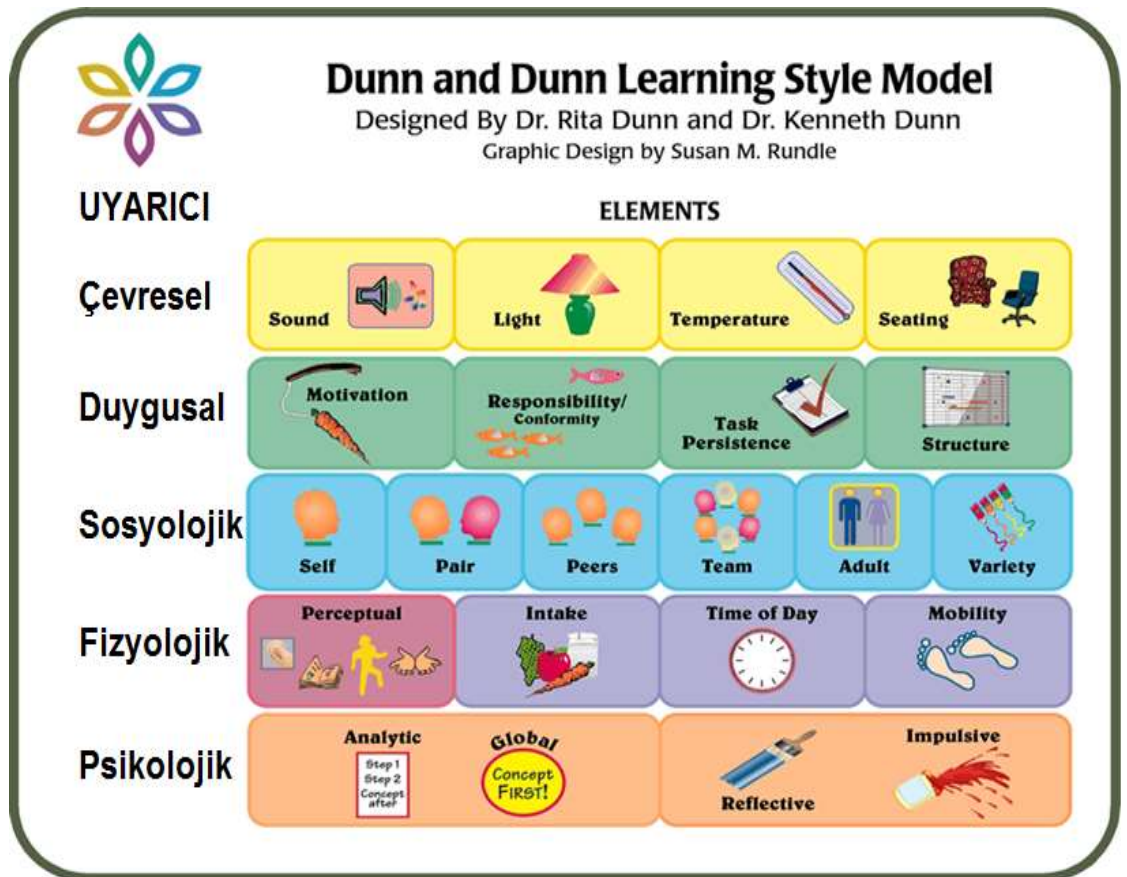 Dunn and Dunn Learning Style Model
Designed By Dr. Rita Dunn and Dr. Kenneth Dunn
Graphic Design by Susan M. Rundle
UYARICI
ELEMENTS
Çevresel
Sound
Light
Temperature
Seating
Duygusal
Motivation
Responsibility/
Conformity
Task
Persistence
Structure
Sosyolojik
Self
Pair
Peers
Team
Adult
Variety
Fizyolojik
Perceptual
Intake
Time of Day
Mobility
Psikolojik
Analytic
Step 1
Step 2
Concept
after
Global
Concept
FIRST!
Reflective
Impulsive